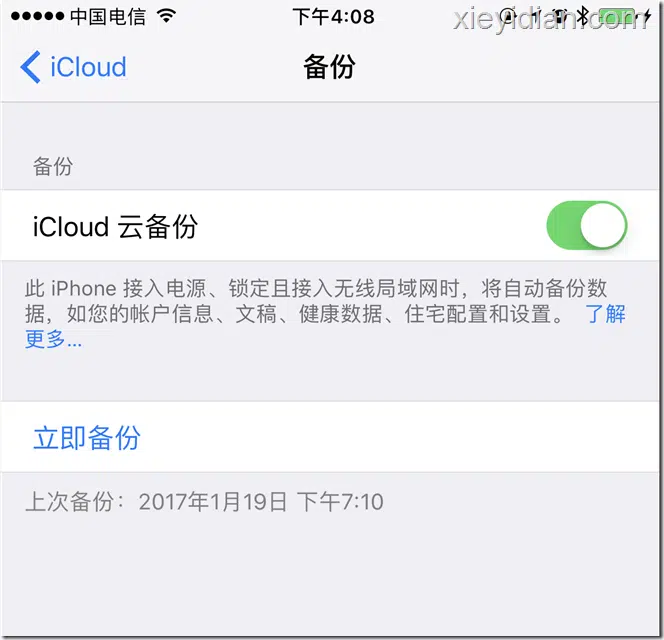 中国电信 下午4:08 xieyidian.com
iCloud 备份
备份
iCloud 云备份
此 iPhone 接入电源、锁定且接入无线局域网时，将自动备份数
据，如您的帐户信息、文稿、健康数据、住宅配置和设置。 了解
更多...
立即备份
上次备份：2017年1月19日 下午7:10